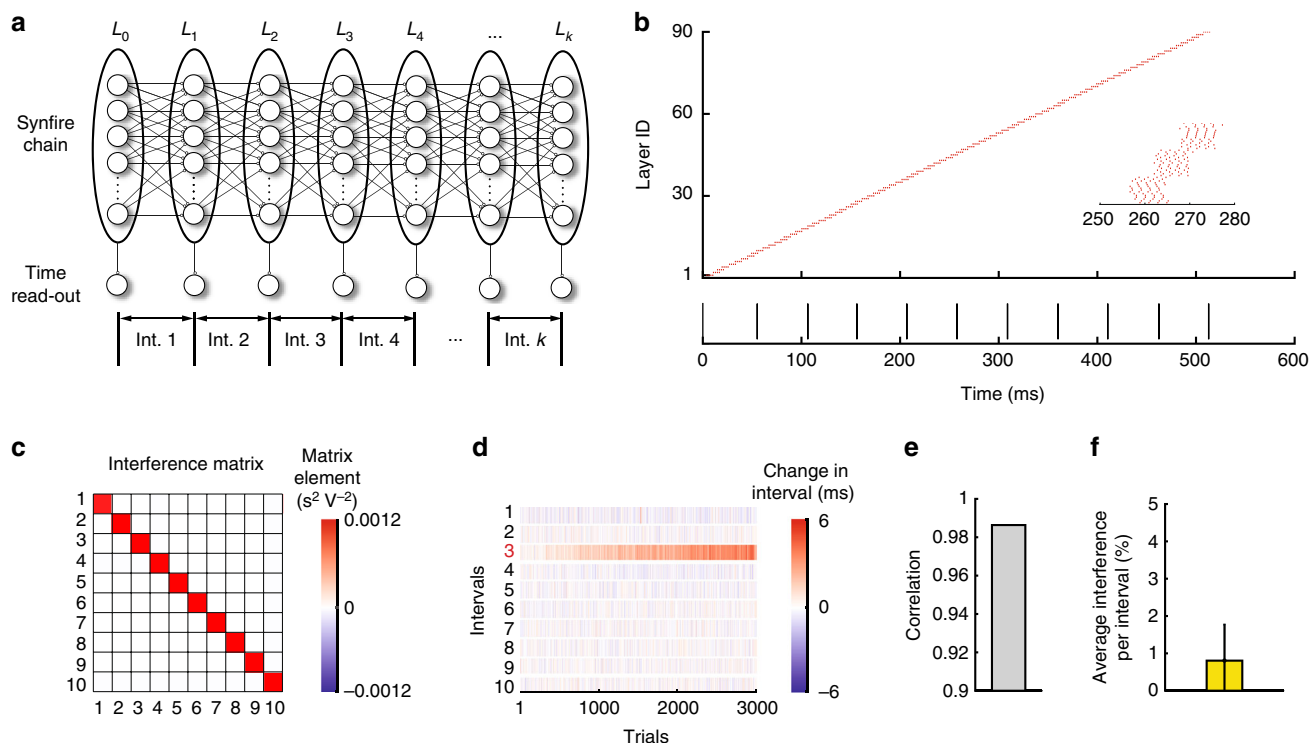 a
L0 L1 L2 L3 L4 ... Lk
Synfire
chain
Time
read-out
Int. 1 Int. 2 Int. 3 Int. 4 ... Int. k
b
Layer ID
90
60
30
1
250 260 270 280
0 100 200 300 400 500 600
Time (ms)
c
Interference matrix
Matrix
element
(s² V⁻²)
1
2
3
4
5
6
7
8
9
10
1 2 3 4 5 6 7 8 9 10
0.0012
0
–0.0012
d
Change in
interval (ms)
Intervals
1
2
3
4
5
6
7
8
9
10
0 1000 2000 3000
Trials
6
0
–6
e
Correlation
1
0.98
0.96
0.94
0.92
0.9
f
Average interference
per interval (%)
5
4
3
2
1
0